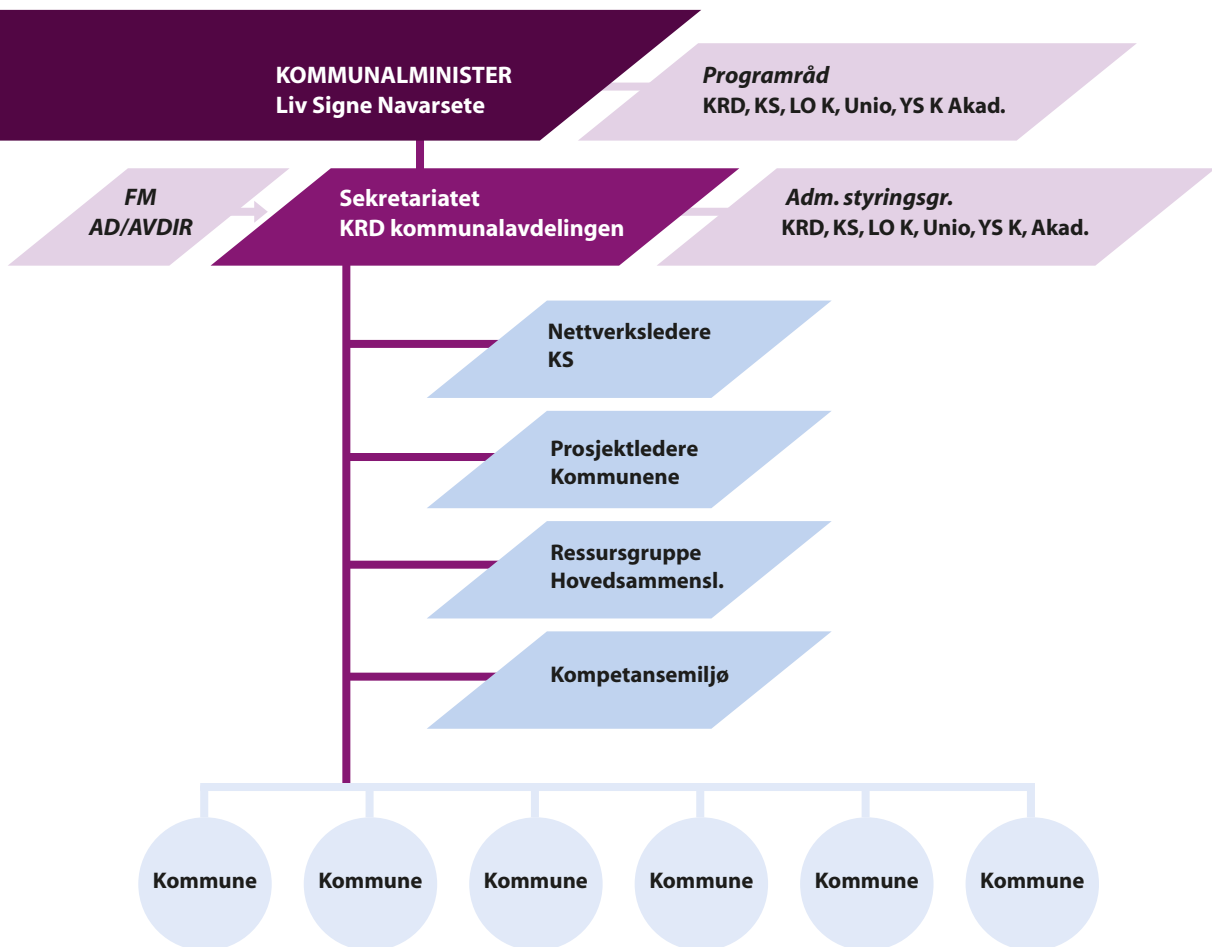 KOMMUNALMINISTER
Liv Signe Navarsete
Programråd
KRD, KS, LO K, Unio, YS K Akad.
FM
AD/AVDIR
Sekretariatet
KRD kommunalavdelingen
Adm. styringsgr.
KRD, KS, LO K, Unio, YS K, Akad.
Nettverksledere
KS
Prosjektledere
Kommunene
Ressursgruppe
Hovedsammensl.
Kompetansemiljø
Kommune
Kommune
Kommune
Kommune
Kommune
Kommune